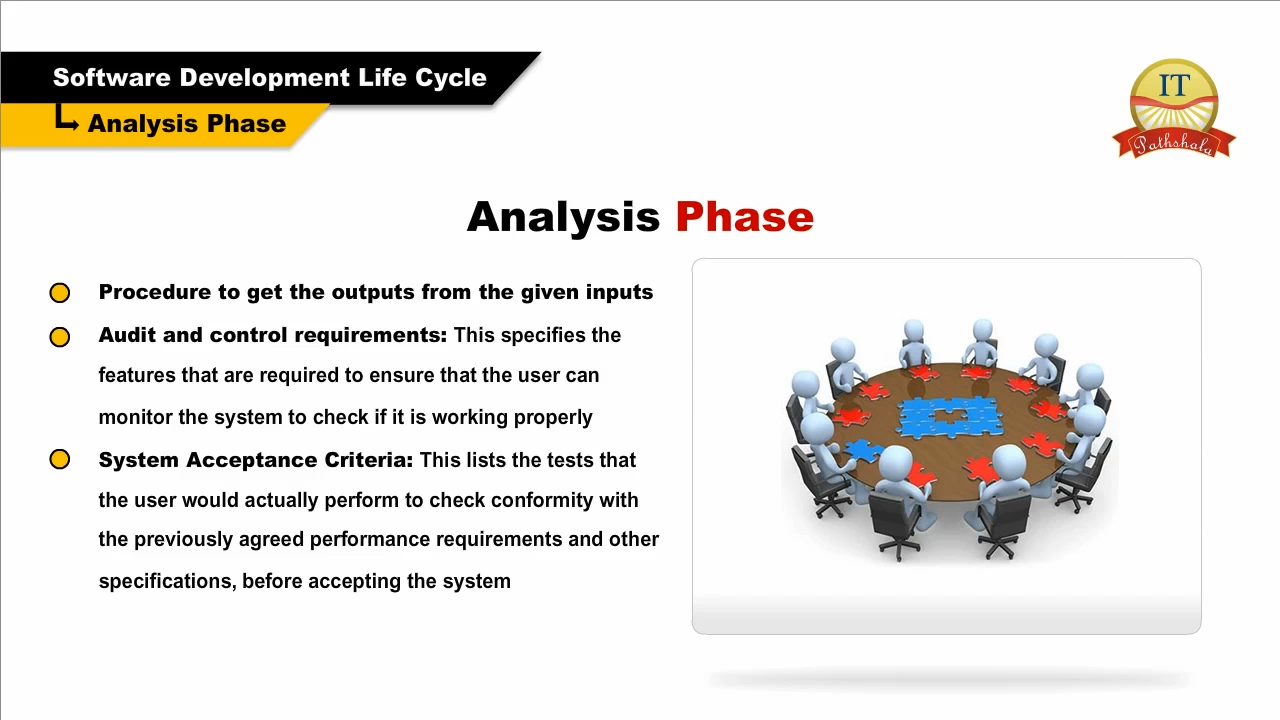 Software Development Life Cycle
Analysis Phase
IT
Pathshala
Analysis Phase
Procedure to get the outputs from the given inputs
Audit and control requirements: This specifies the
features that are required to ensure that the user can
monitor the system to check if it is working properly
System Acceptance Criteria: This lists the tests that
the user would actually perform to check conformity with
the previously agreed performance requirements and other
specifications, before accepting the system